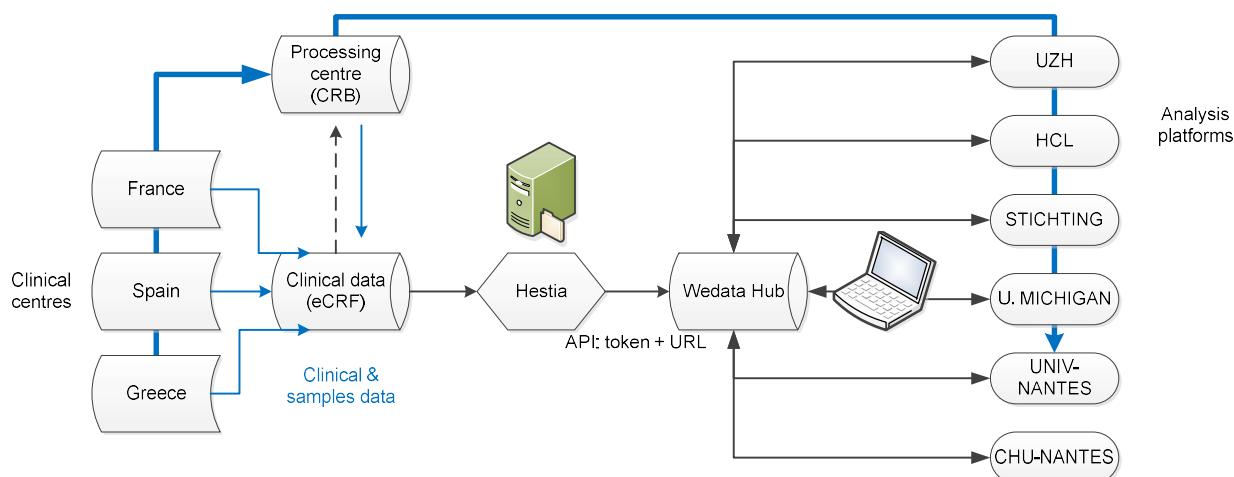 Processing
centre
(CRB)
UZH
Analysis
platforms
HCL
France
STICHTING
Clinical
centres
Spain
Clinical data
(eCRF)
Hestia
Wedata Hub
U. MICHIGAN
API: token + URL
Clinical &
samples data
Greece
UNIV-
NANTES
CHU-NANTES